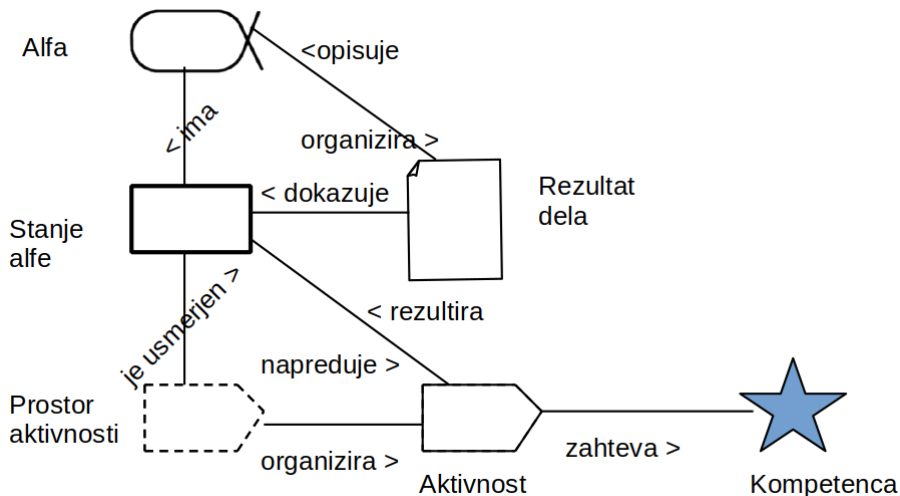 Alfa
<opisuje
< ima
organizira >
< dokazuje
Rezultat
dela
Stanje
alfe
je usmerjen >
< rezultira
napreduje >
Prostor
aktivnosti
organizira >
zahteva >
Aktivnost
Kompetenca